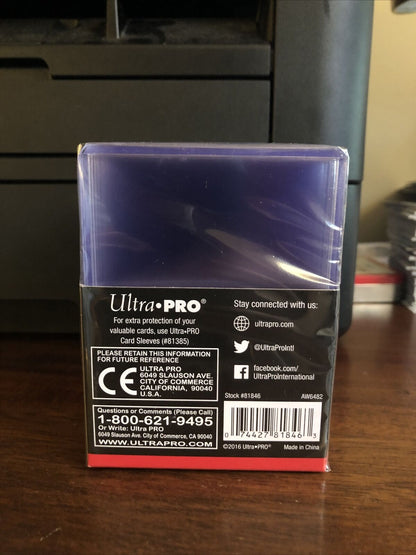 Ultra•PRO®
For extra protection of your
valuable cards, use Ultra•PRO
Card Sleeves (#81385)
PLEASE RETAIN THIS INFORMATION
FOR FUTURE REFERENCE
CE
ULTRA PRO
6049 SLAUSON AVE.
CITY OF COMMERCE
CALIFORNIA, 90040
U.S.A.
Questions or Comments (Please Call)
1-800-621-9495
Or Write: Ultra PRO
6049 Slauson Ave. City of Commerce, CA 90040
WWW.ULTRAPRO.COM
Stay connected with us:
ultrapro.com
@UltraProIntl
facebook.com/
UltraProInternational
Stock #81846 AW6482
0 74427 81846 3
©2016 Ultra•PRO® Made in China